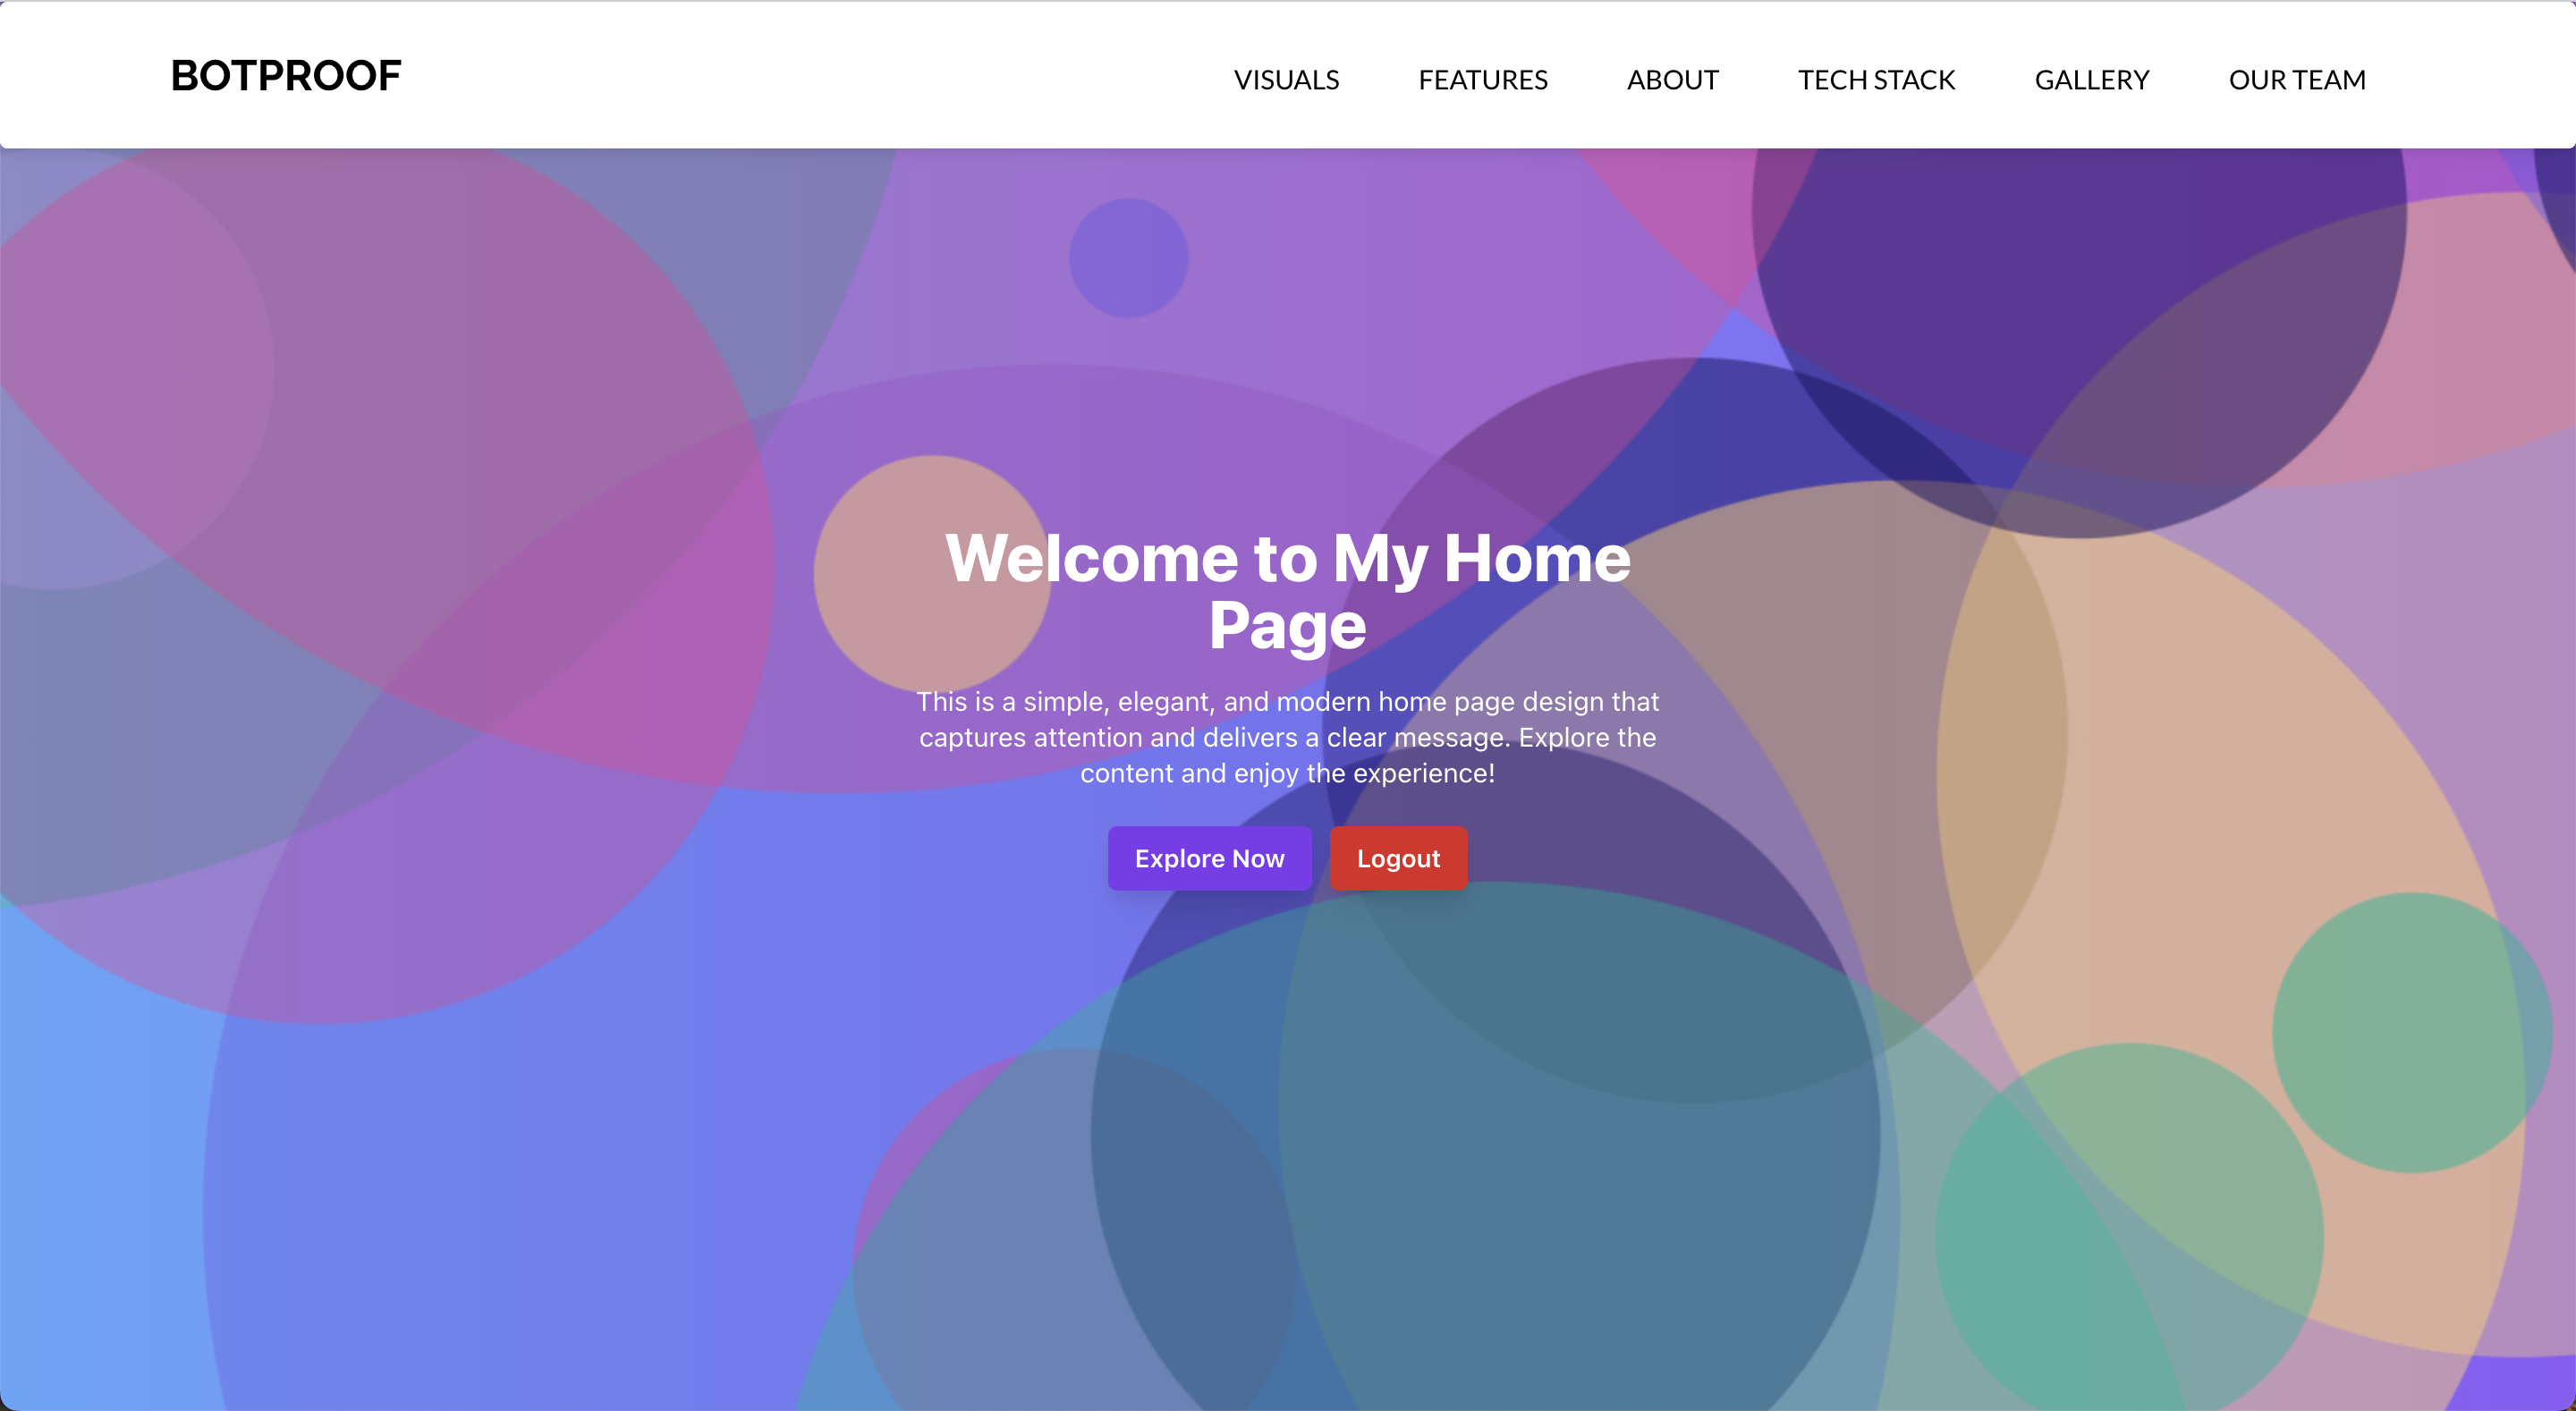 BOTPROOF
VISUALS
FEATURES
ABOUT
TECH STACK
GALLERY
OUR TEAM
Welcome to My Home
Page
This is a simple, elegant, and modern home page design that
captures attention and delivers a clear message. Explore the
content and enjoy the experience!
Explore Now
Logout